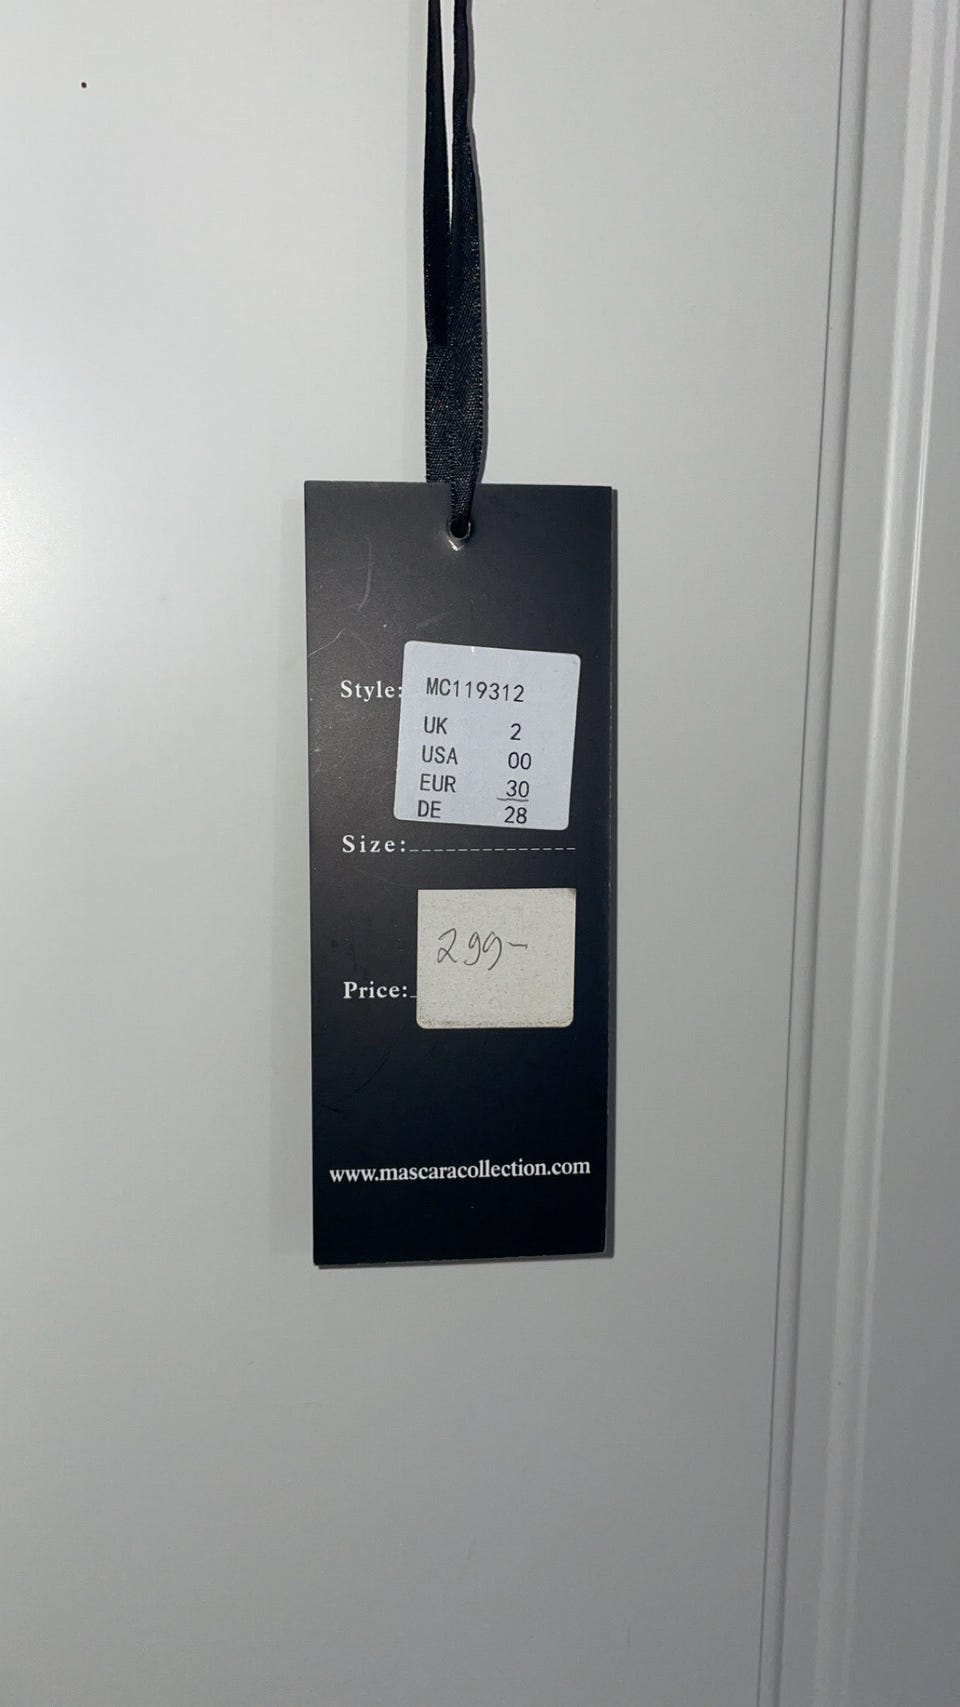 Style: MC119312
UK 2
USA 00
EUR 30
DE 28
Size:
299-
Price:
www.mascaracollection.com